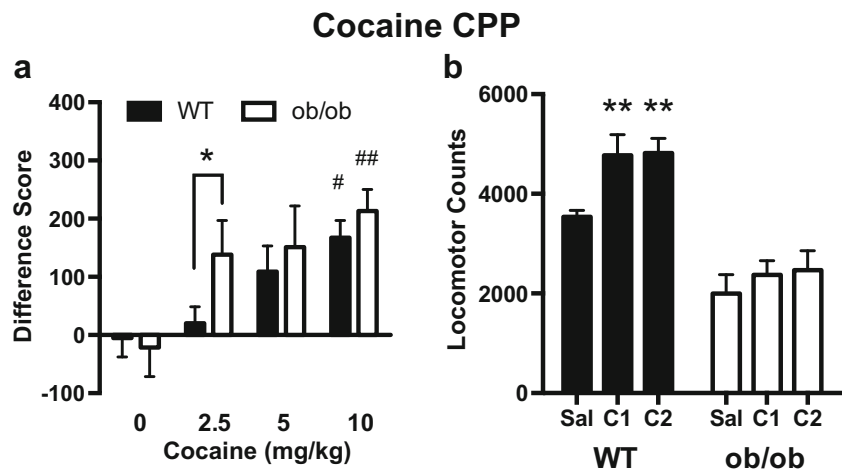 Cocaine CPP
a
400
300
200
100
0
-100
Difference Score
WT ob/ob
*
#
##
0 2.5 5 10
Cocaine (mg/kg)
b
6000
4000
2000
0
Locomotor Counts
** **
Sal C1 C2 Sal C1 C2
WT ob/ob